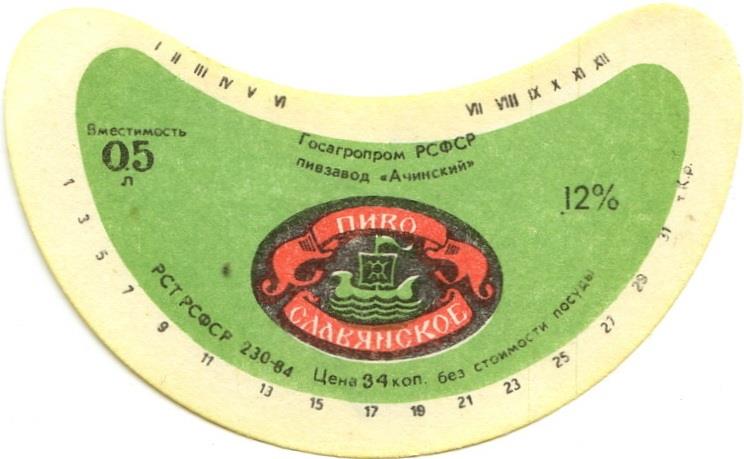 I II III IV V VI VII VIII IX X XI XII
Вместимость
0,5
л
Госагропром РСФСР
пивзавод «Ачинский»
12%
ПИВО
СЛАВЯНСКОЕ
РСТ РСФСР 230-84 Цена 34 коп. без стоимости посуды
1 3 5 7 9 11 13 15 17 19 21 23 25 27 29 31 т.К.р.